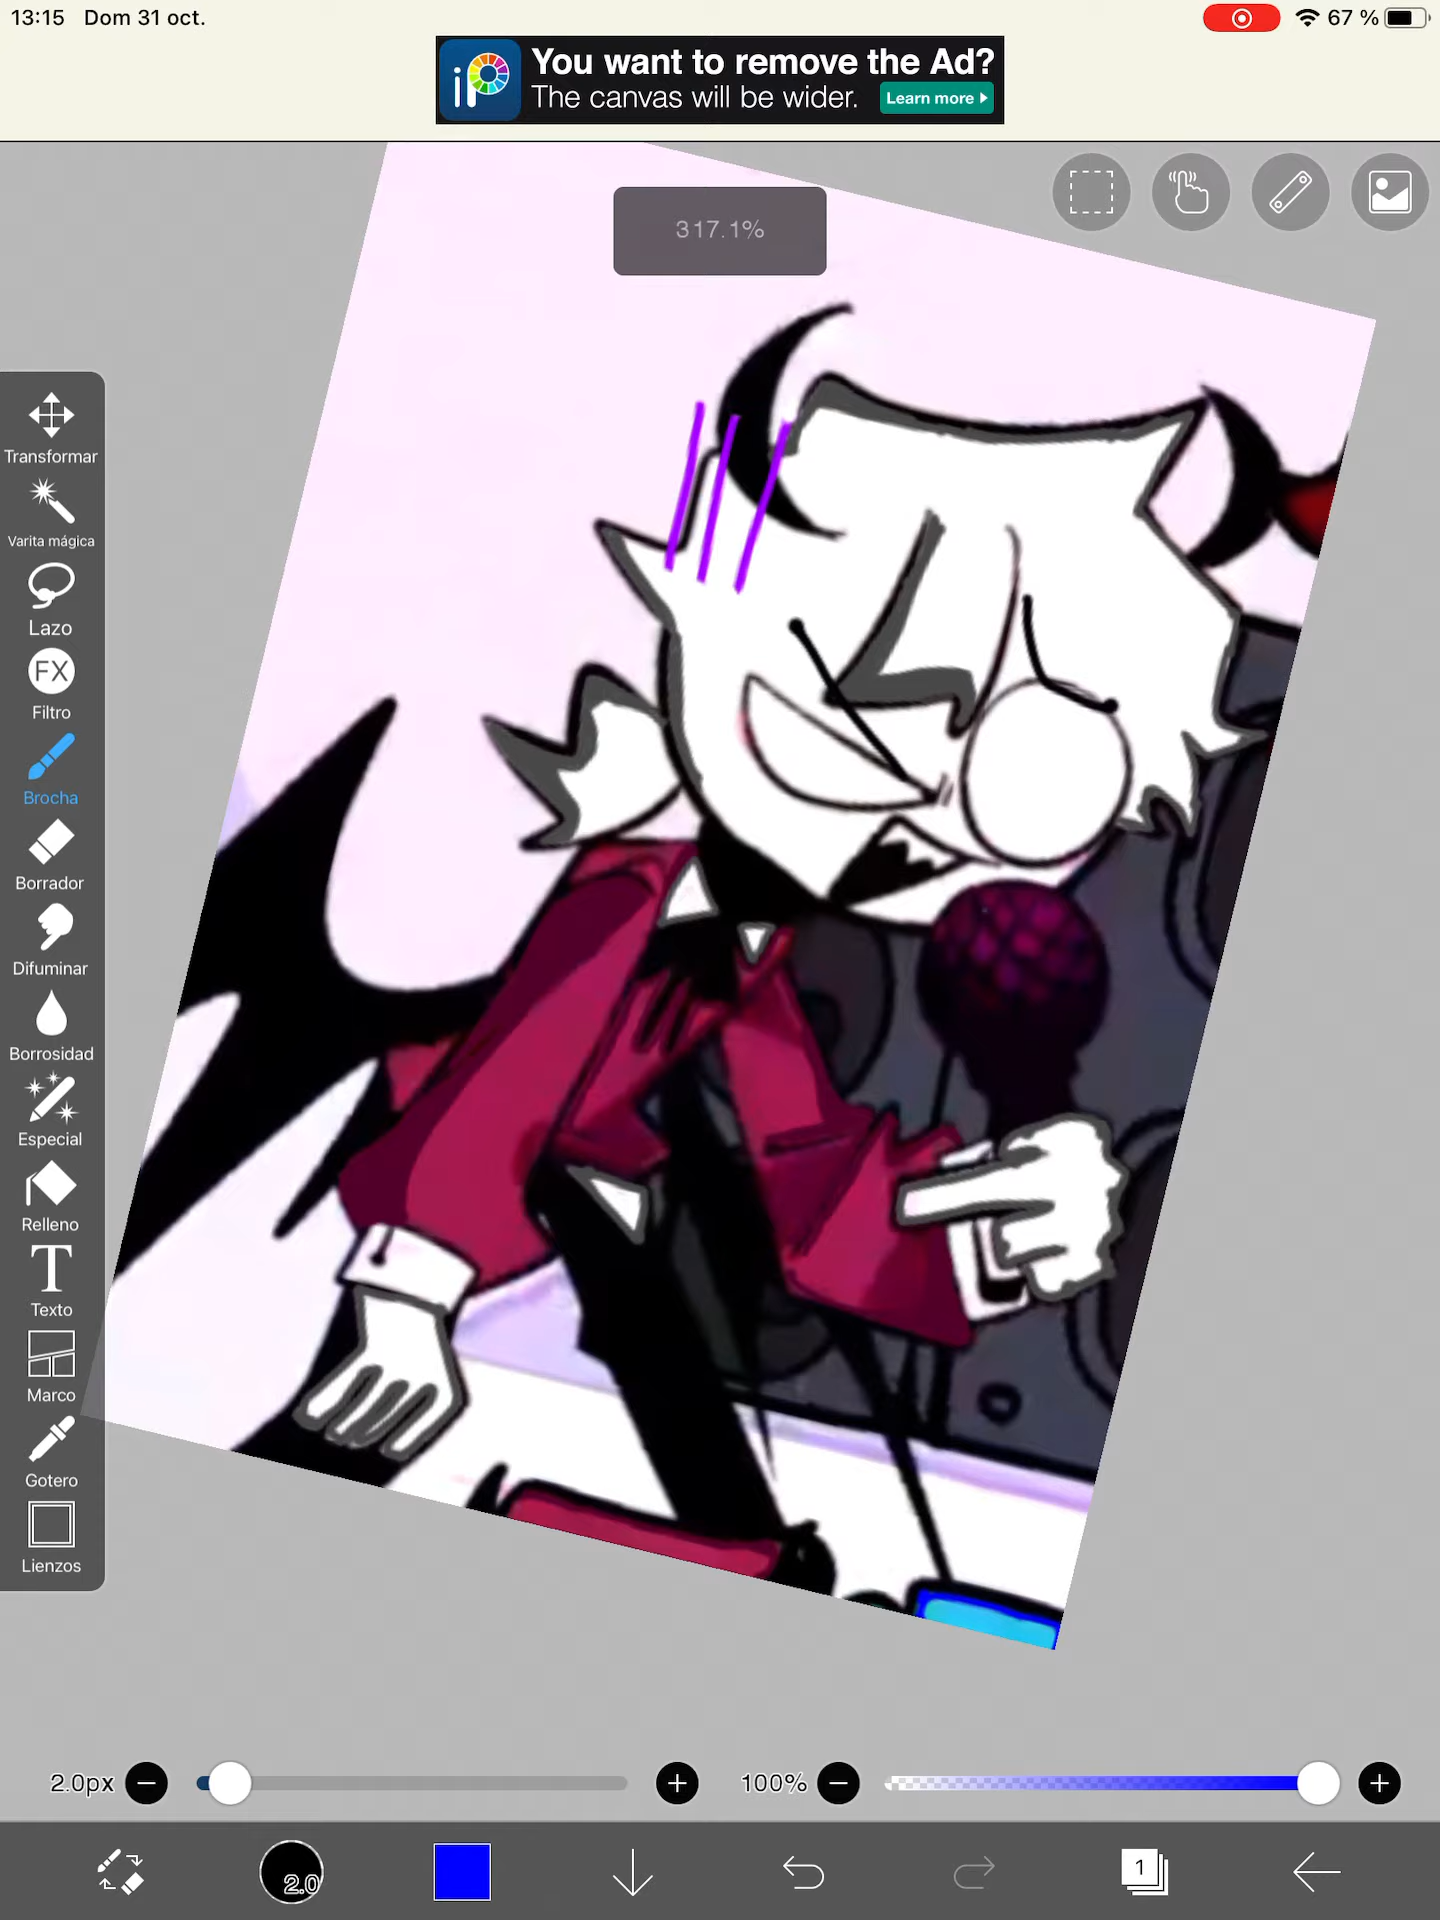 13:15 Dom 31 oct.
67 %
iP
You want to remove the Ad?
The canvas will be wider.
Learn more
317.1%
Transformar
Varita mágica
Lazo
FX
Filtro
Brocha
Borrador
Difuminar
Borrosidad
Especial
Relleno
T
Texto
Marco
Gotero
Lienzos
2.0px
100%
2.0
1